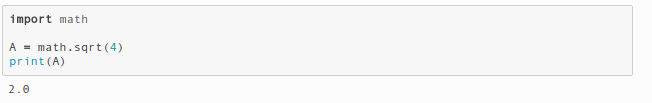 import math
A = math.sqrt(4)
print(A)
2.0